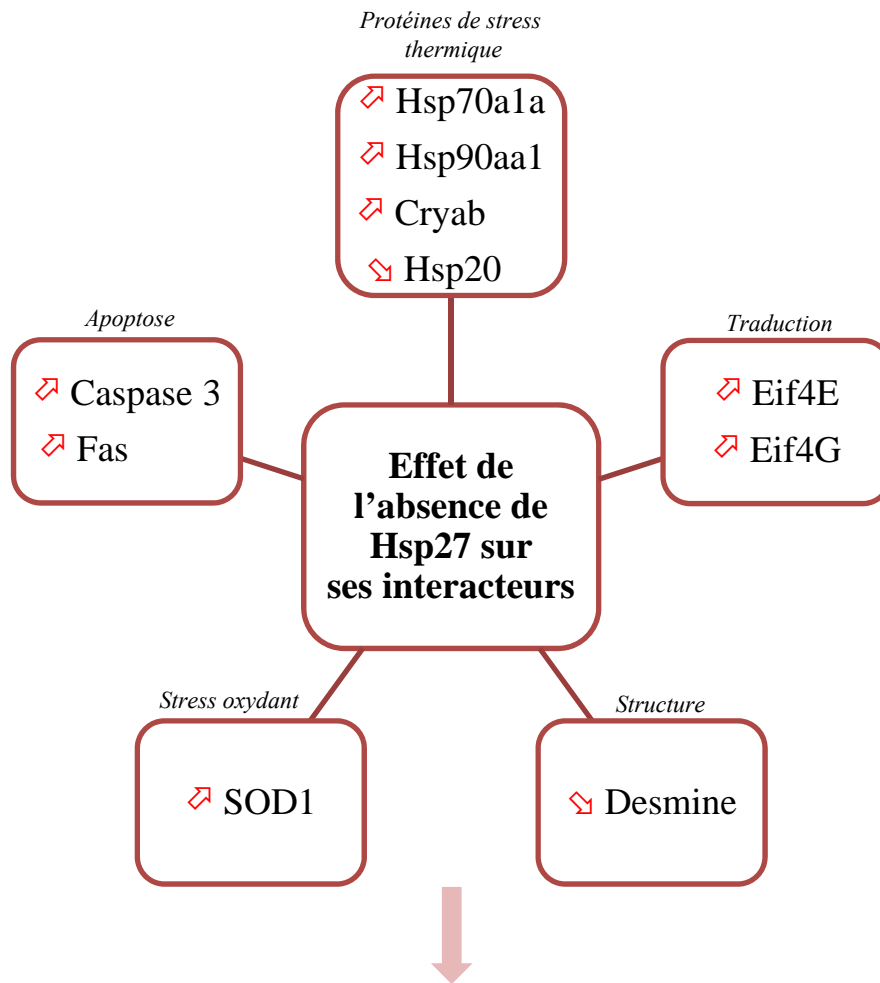 Protéines de stress
thermique
Hsp70a1a
Hsp90aa1
Cryab
Hsp20
Apoptose
Caspase 3
Fas
Traduction
Eif4E
Eif4G
Effet de
l’absence de
Hsp27 sur
ses interacteurs
Stress oxydant
SOD1
Structure
Desmine